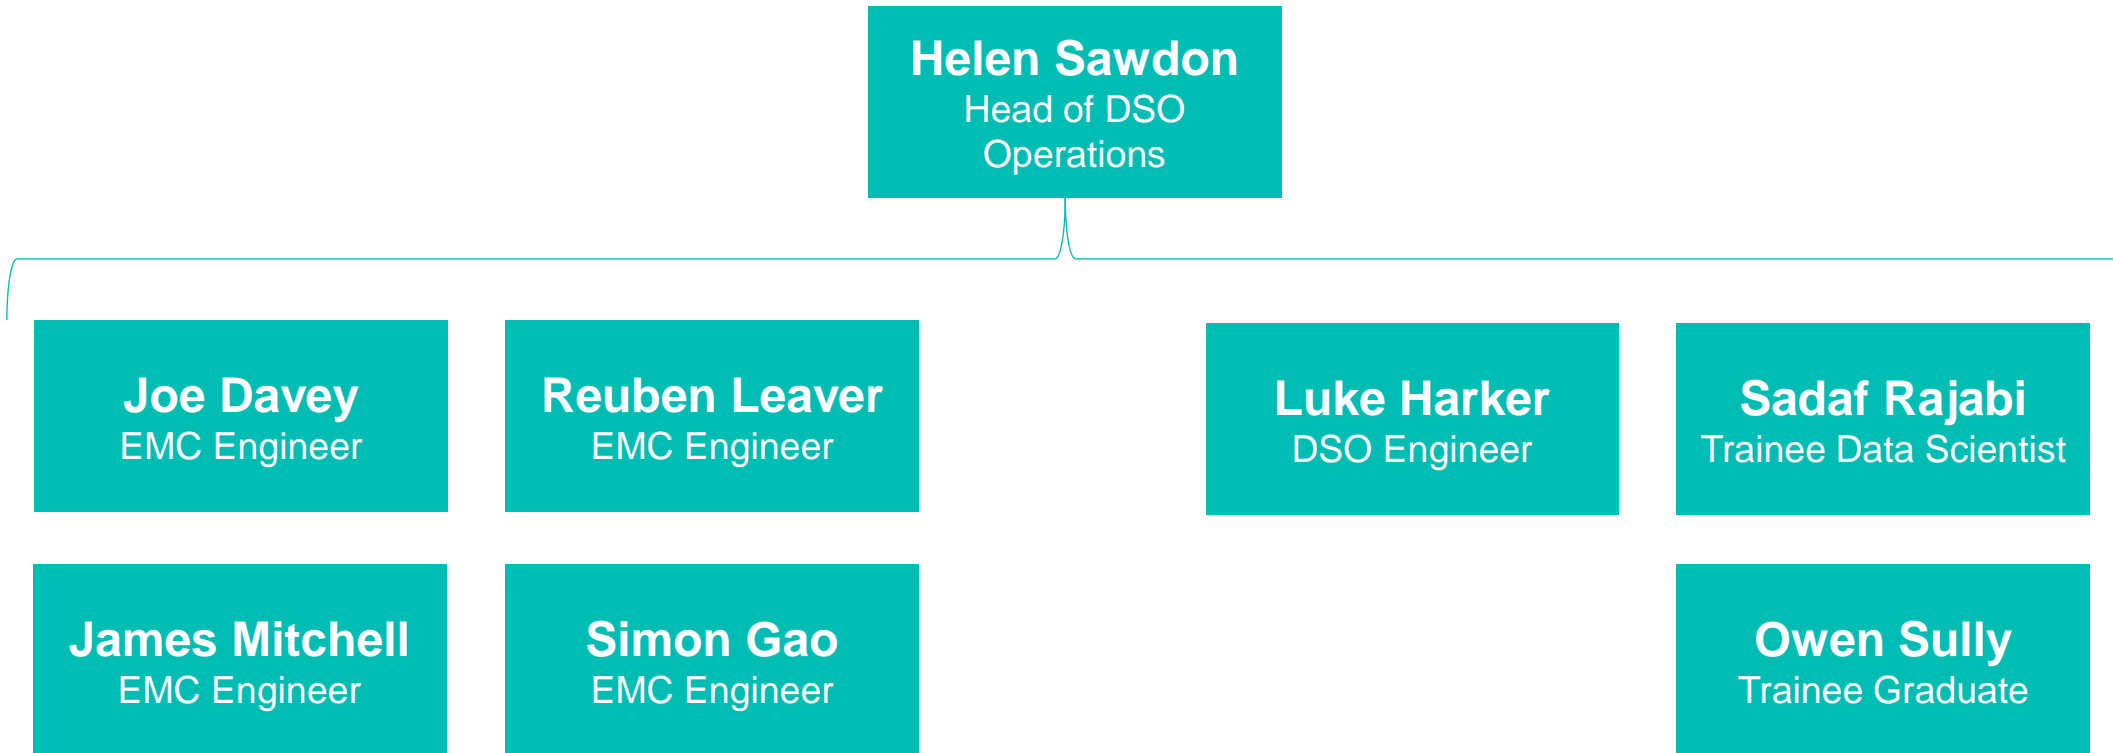 Helen Sawdon
Head of DSO
Operations
Joe Davey
EMC Engineer
Reuben Leaver
EMC Engineer
Luke Harker
DSO Engineer
Sadaf Rajabi
Trainee Data Scientist
James Mitchell
EMC Engineer
Simon Gao
EMC Engineer
Owen Sully
Trainee Graduate